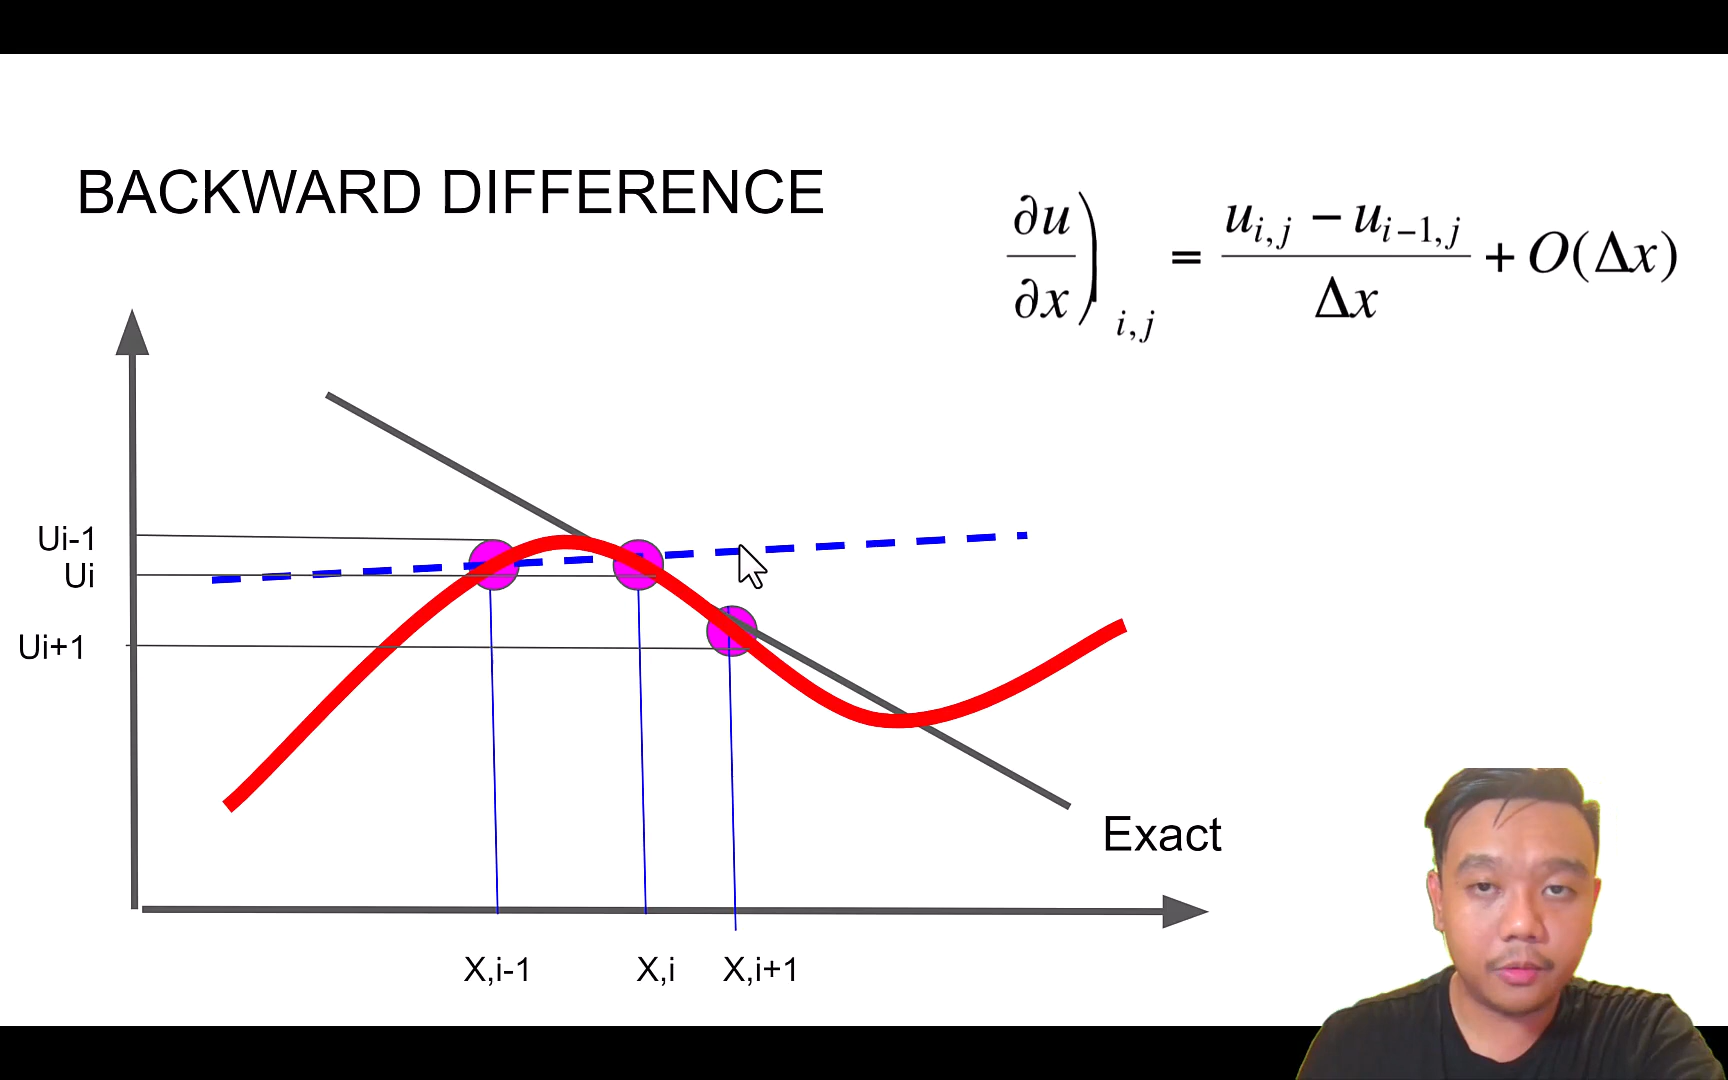 BACKWARD DIFFERENCE
∂u/∂x)i,j = (ui,j − ui−1,j)/Δx + O(Δx)
Ui-1
Ui
Ui+1
Exact
X,i-1 X,i X,i+1